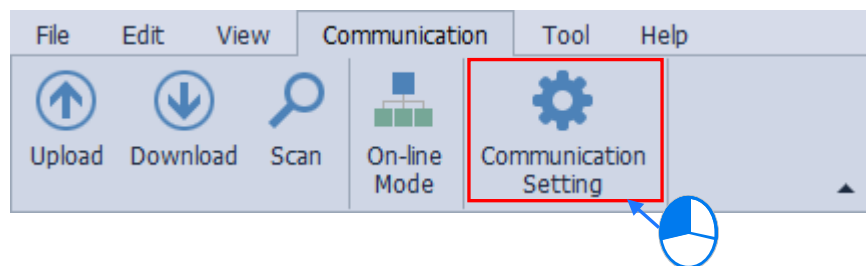 File Edit View Communication Tool Help
Upload Download Scan On-line Mode Communication Setting